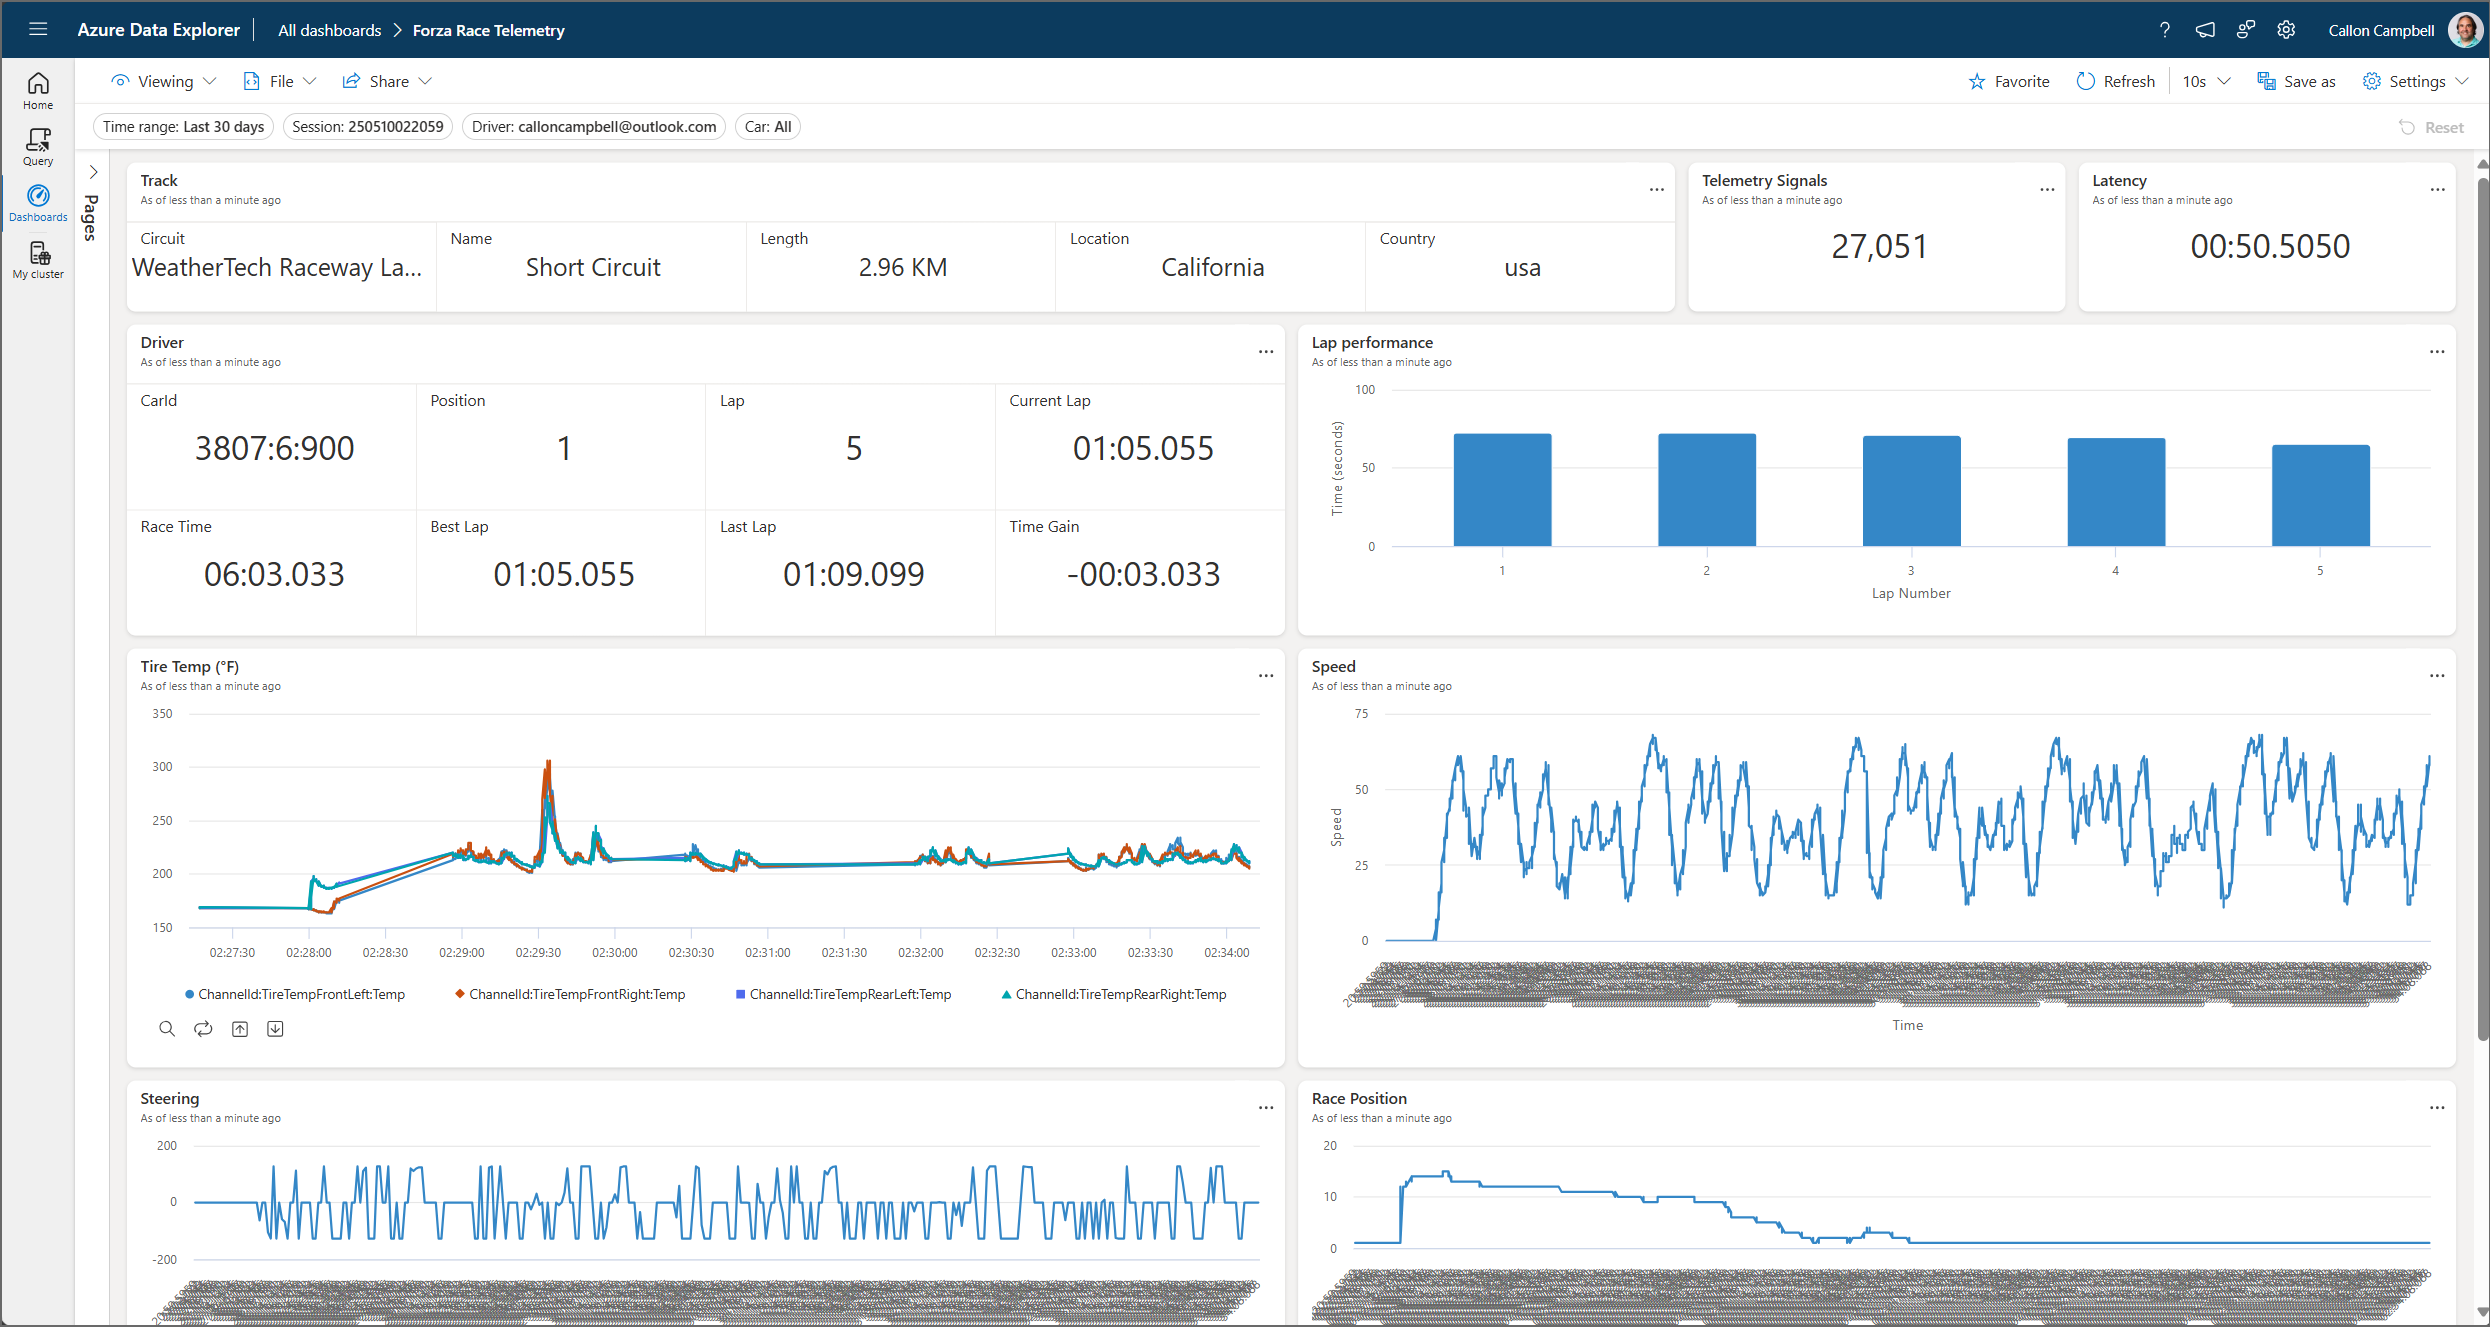 Azure Data Explorer
All dashboards > Forza Race Telemetry
Callon Campbell
Viewing
File
Share
Favorite
Refresh
10s
Save as
Settings
Home
Query
Dashboards
My cluster
Time range: Last 30 days
Session: 250510022059
Driver: calloncampbell@outlook.com
Car: All
Reset
Pages
Track
As of less than a minute ago
Circuit
WeatherTech Raceway La...
Name
Short Circuit
Length
2.96 KM
Location
California
Country
usa
Telemetry Signals
As of less than a minute ago
27,051
Latency
As of less than a minute ago
00:50.5050
Driver
As of less than a minute ago
CarId
3807:6:900
Position
1
Lap
5
Current Lap
01:05.055
Race Time
06:03.033
Best Lap
01:05.055
Last Lap
01:09.099
Time Gain
-00:03.033
Lap performance
As of less than a minute ago
100
50
0
Time (seconds)
1 2 3 4 5
Lap Number
Tire Temp (°F)
As of less than a minute ago
350
300
250
200
150
02:27:30 02:28:00 02:28:30 02:29:00 02:29:30 02:30:00 02:30:30 02:31:00 02:31:30 02:32:00 02:32:30 02:33:00 02:33:30 02:34:00
ChannelId:TireTempFrontLeft:Temp ChannelId:TireTempFrontRight:Temp ChannelId:TireTempRearLeft:Temp ChannelId:TireTempRearRight:Temp
Speed
As of less than a minute ago
75
50
25
0
Speed
Time
Steering
As of less than a minute ago
200
0
-200
Race Position
As of less than a minute ago
20
10
0